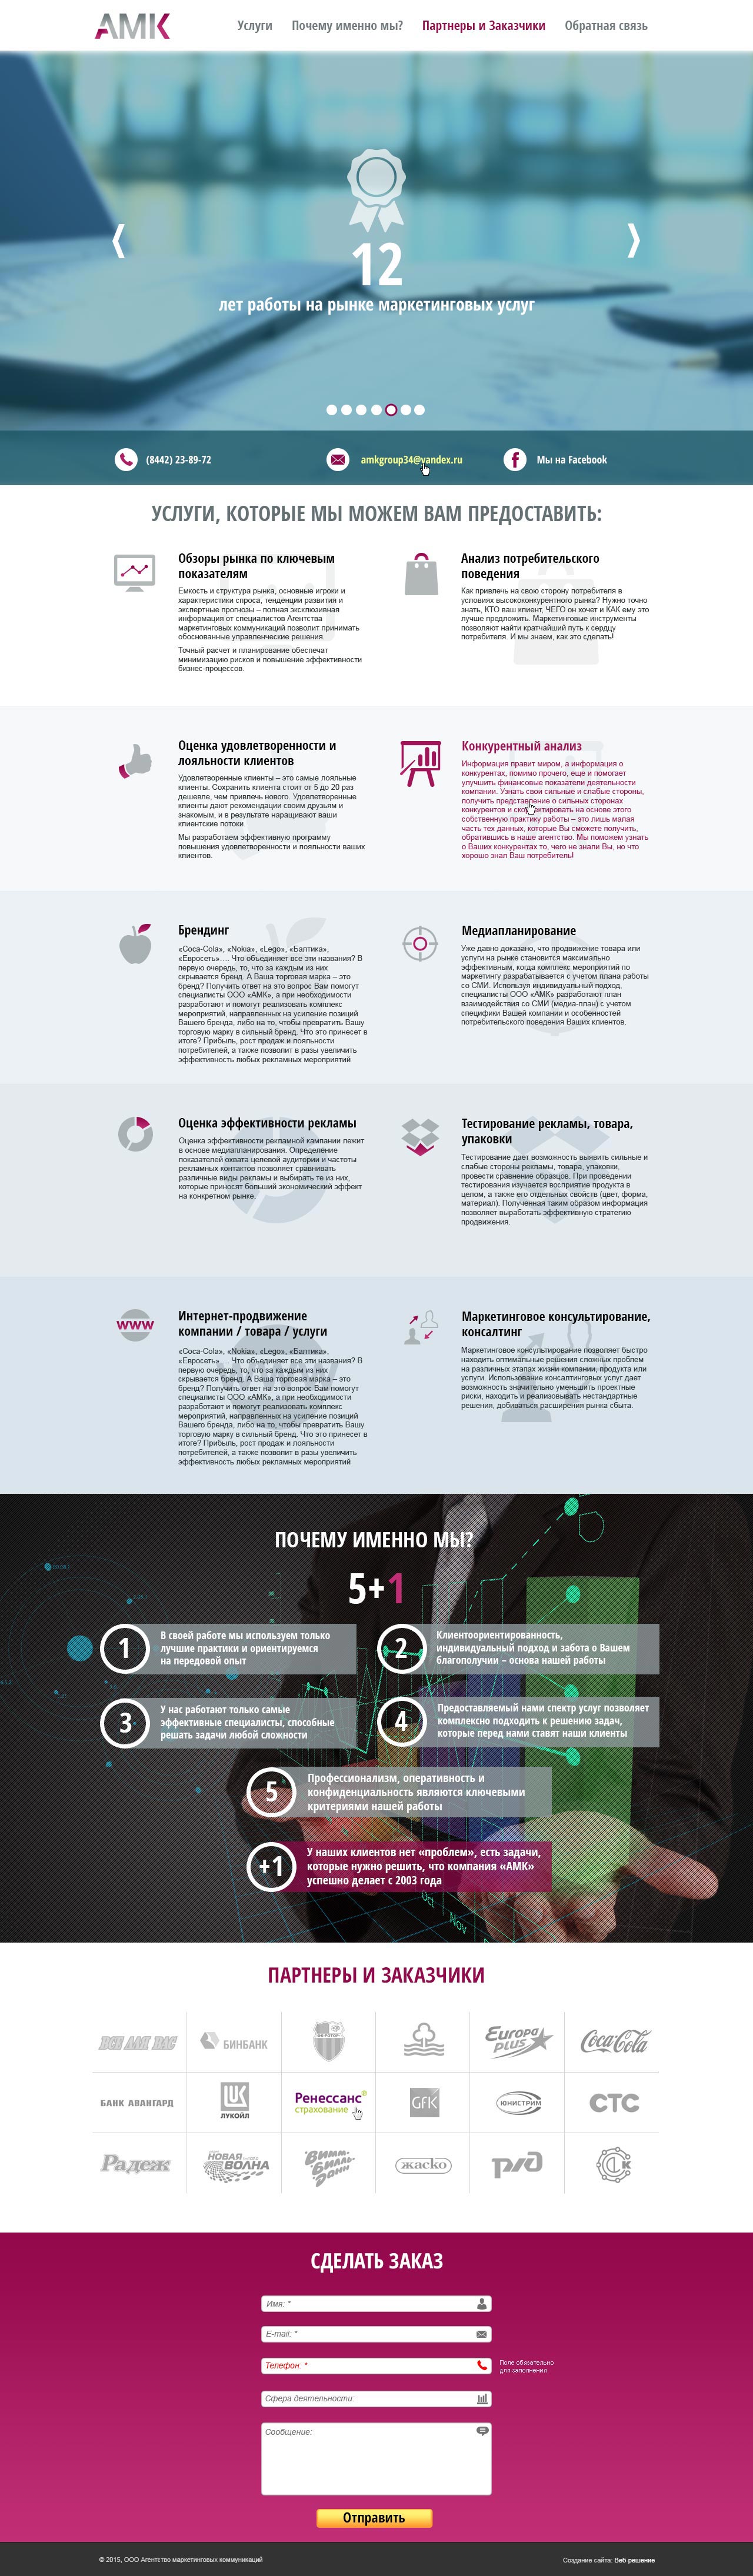 АМК
Услуги
Почему именно мы?
Партнеры и Заказчики
Обратная связь
12
лет работы на рынке маркетинговых услуг
(8442) 23-89-72
amkgroup34@yandex.ru
Мы на Facebook
УСЛУГИ, КОТОРЫЕ МЫ МОЖЕМ ВАМ ПРЕДОСТАВИТЬ:
Обзоры рынка по ключевым
показателям
Емкость и структура рынка, основные игроки и
характеристики спроса, тенденции развития и
экспертные прогнозы – полная эксклюзивная
информация от специалистов Агентства
маркетинговых коммуникаций позволит принимать
обоснованные управленческие решения.
Точный расчет и планирование обеспечат
минимизацию рисков и повышение эффективности
бизнес-процессов.
Анализ потребительского
поведения
Как привлечь на свою сторону потребителя в
условиях высококонкурентного рынка? Нужно точно
знать, КТО ваш клиент, ЧЕГО он хочет и КАК ему это
лучше предложить. Маркетинговые инструменты
позволяют найти кратчайший путь к сердцу
потребителя. И мы знаем, как это сделать!
Оценка удовлетворенности и
лояльности клиентов
Удовлетворенные клиенты – это самые лояльные
клиенты. Сохранить клиента стоит от 5 до 20 раз
дешевле, чем привлечь нового. Удовлетворенные
клиенты дают рекомендации своим друзьям и
знакомым, и в результате наращивают ваши
клиентские потоки.
Мы разработаем эффективную программу
повышения удовлетворенности и лояльности ваших
клиентов.
Конкурентный анализ
Информация правит миром, а информация о
конкурентах, помимо прочего, еще и помогает
улучшить финансовые показатели деятельности
компании. Узнать свои сильные и слабые стороны,
получить представление о сильных сторонах
конкурентов и скорректировать на основе этого
собственную практику работы – это лишь малая
часть тех данных, которые Вы сможете получить,
обратившись в наше агентство. Мы поможем узнать
о Ваших конкурентах то, чего не знали Вы, но что
хорошо знал Ваш потребитель!
Брендинг
«Coca-Cola», «Nokia», «Lego», «Балтика»,
«Евросеть»…. Что объединяет все эти названия? В
первую очередь, то, что за каждым из них
скрывается бренд. А Ваша торговая марка – это
бренд? Получить ответ на это вопрос Вам помогут
специалисты ООО «АМК», а при необходимости
разработают и помогут реализовать комплекс
мероприятий, направленных на усиление позиций
Вашего бренда, либо на то, чтобы превратить Вашу
торговую марку в сильный бренд. Что это принесет в
итоге? Прибыль, рост продаж и лояльности
потребителей, а также позволит в разы увеличить
эффективность любых рекламных мероприятий
Медиапланирование
Уже давно доказано, что продвижение товара или
услуги на рынке становится максимально
эффективным, когда комплекс мероприятий по
маркетингу разрабатывается с учетом плана работы
со СМИ. Используя индивидуальный подход,
специалисты ООО «АМК» разработают план
взаимодействия со СМИ (медиа-план) с учетом
специфики Вашей компании и особенностей
потребительского поведения Ваших клиентов.
Оценка эффективности рекламы
Оценка эффективности рекламной кампании лежит
в основе медиапланирования. Определение
показателей охвата целевой аудитории и частоты
рекламных контактов позволяет сравнивать
различные виды рекламы и выбирать те из них,
которые приносят больший экономический эффект
на конкретном рынке.
Тестирование рекламы, товара,
упаковки
Тестирование дает возможность выявить сильные и
слабые стороны рекламы, товара, упаковки,
провести сравнение образцов. При проведении
тестирования изучается восприятие продукта в
целом, а также его отдельных свойств (цвет, форма,
материал). Полученная таким образом информация
позволяет выработать эффективную стратегию
продвижения.
www
Интернет-продвижение
компании / товара / услуги
«Coca-Cola», «Nokia», «Lego», «Балтика»,
«Евросеть»…. Что объединяет все эти названия? В
первую очередь, то, что за каждым из них
скрывается бренд. А Ваша торговая марка – это
бренд? Получить ответ на это вопрос Вам помогут
специалисты ООО «АМК», а при необходимости
разработают и помогут реализовать комплекс
мероприятий, направленных на усиление позиций
Вашего бренда, либо на то, чтобы превратить Вашу
торговую марку в сильный бренд. Что это принесет в
итоге? Прибыль, рост продаж и лояльности
потребителей, а также позволит в разы увеличить
эффективность любых рекламных мероприятий
Маркетинговое консультирование,
консалтинг
Маркетинговое консультирование позволяет быстро
находить оптимальные решения сложных проблем
на различных этапах жизни компании, продукта или
услуги. Использование консалтинговых услуг дает
возможность значительно уменьшить проектные
риски, находить и реализовывать нестандартные
решения, добиваться расширения рынка сбыта.
ПОЧЕМУ ИМЕННО МЫ?
5+1
1
В своей работе мы используем только
лучшие практики и ориентируемся
на передовой опыт
2
Клиентоориентированность,
индивидуальный подход и забота о Вашем
благополучии – основа нашей работы
3
У нас работают только самые
эффективные специалисты, способные
решать задачи любой сложности
4
Предоставляемый нами спектр услуг позволяет
комплексно подходить к решению задач,
которые перед нами ставят наши клиенты
5
Профессионализм, оперативность и
конфиденциальность являются ключевыми
критериями нашей работы
+1
У наших клиентов нет «проблем», есть задачи,
которые нужно решить, что компания «АМК»
успешно делает с 2003 года
Oct
Nov
ПАРТНЕРЫ И ЗАКАЗЧИКИ
ВСЕ ДЛЯ ВАС
БИНБАНК
РОТОР
Европа
plus
Coca-Cola
БАНК АВАНГАРД
ЛУКОЙЛ
Ренессанс
страхование
GFK
ЮНИСТРИМ
СТС
Радеж
НОВАЯ
ВОЛНА
Вимм
Билль
Данн
жаско
ржд
СДЕЛАТЬ ЗАКАЗ
Имя: *
E-mail: *
Телефон: *
Поле обязательно
для заполнения
Сфера деятельности:
Сообщение:
Отправить
© 2015, ООО Агентство маркетинговых коммуникаций
Создание сайта: Веб-решение